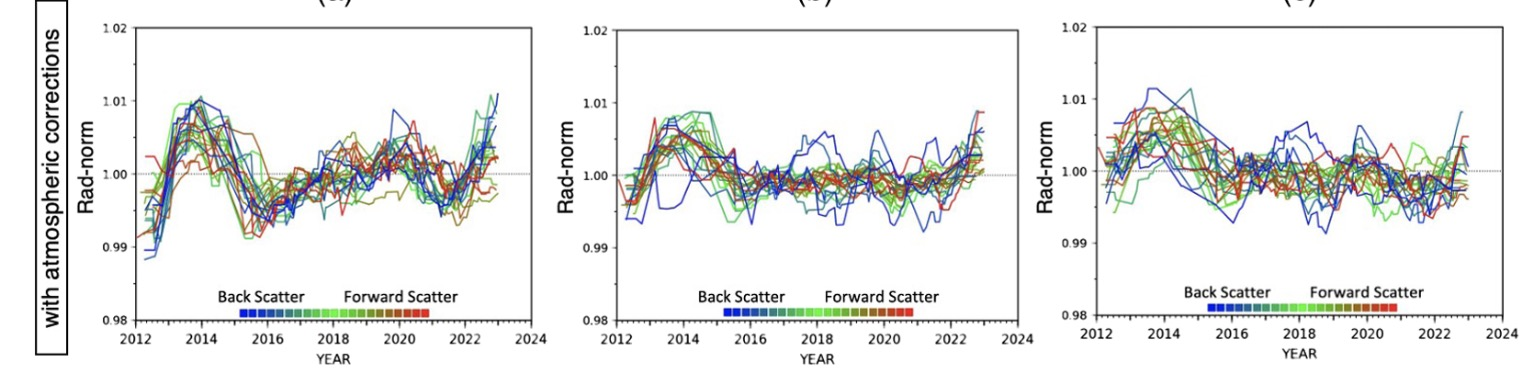 (a)
(b)
(c)
with atmospheric corrections
Rad-norm
1.02
1.01
1.00
0.99
0.98
Back Scatter Forward Scatter
2012 2014 2016 2018 2020 2022 2024
YEAR
Rad-norm
1.02
1.01
1.00
0.99
0.98
Back Scatter Forward Scatter
2012 2014 2016 2018 2020 2022 2024
YEAR
Rad-norm
1.02
1.01
1.00
0.99
0.98
Back Scatter Forward Scatter
2012 2014 2016 2018 2020 2022 2024
YEAR